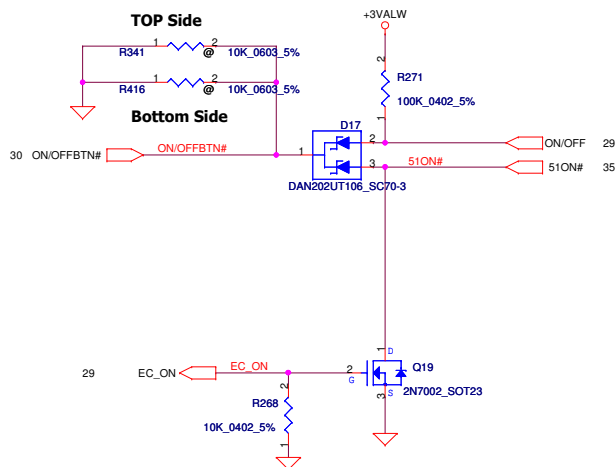 TOP Side
+3VALW
R341 1 2 @ 10K_0603_5%
R416 1 2 @ 10K_0603_5%
2 R271
100K_0402_5%
1
Bottom Side
D17
30 ON/OFFBTN# ON/OFFBTN# 1 2 ON/OFF 29
3 51ON# 51ON# 35
DAN202UT106_SC70-3
1 D
29 EC_ON EC_ON 2 G Q19
S 2N7002_SOT23
3
2
R268
10K_0402_5%
1